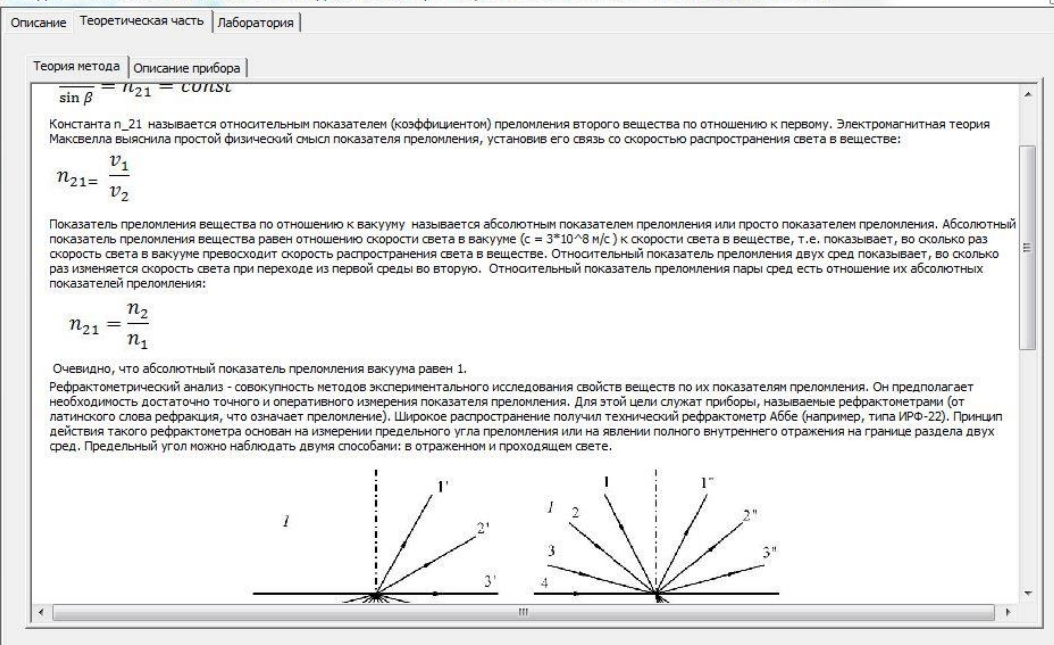 Описание Теоретическая часть Лаборатория
Теория метода Описание прибора
sin β = n21 = const
Константа n_21 называется относительным показателем (коэффициентом) преломления второго вещества по отношению к первому. Электромагнитная теория
Максвелла выяснила простой физический смысл показателя преломления, установив его связь со скоростью распространения света в веществе:
n21= v1
v2
Показатель преломления вещества по отношению к вакууму называется абсолютным показателем преломления или просто показателем преломления. Абсолютный
показатель преломления вещества равен отношению скорости света в вакууме (с = 3*10^8 м/с ) к скорости света в веществе, т.е. показывает, во сколько раз
скорость света в вакууме превосходит скорость распространения света в веществе. Относительный показатель преломления двух сред показывает, во сколько
раз изменяется скорость света при переходе из первой среды во вторую. Относительный показатель преломления пары сред есть отношение их абсолютных
показателей преломления:
n21 = n2
n1
Очевидно, что абсолютный показатель преломления вакуума равен 1.
Рефрактометрический анализ - совокупность методов экспериментального исследования свойств веществ по их показателям преломления. Он предполагает
необходимость достаточно точного и оперативного измерения показателя преломления. Для этой цели служат приборы, называемые рефрактометрами (от
латинского слова рефракция, что означает преломление). Широкое распространение получил технический рефрактометр Аббе (например, типа ИРФ-22). Принцип
действия такого рефрактометра основан на измерении предельного угла преломления или на явлении полного внутреннего отражения на границе раздела двух
сред. Предельный угол можно наблюдать двумя способами: в отраженном и проходящем свете.
1' 1 1"
I 2' I 2 2"
3 3"
3' 4